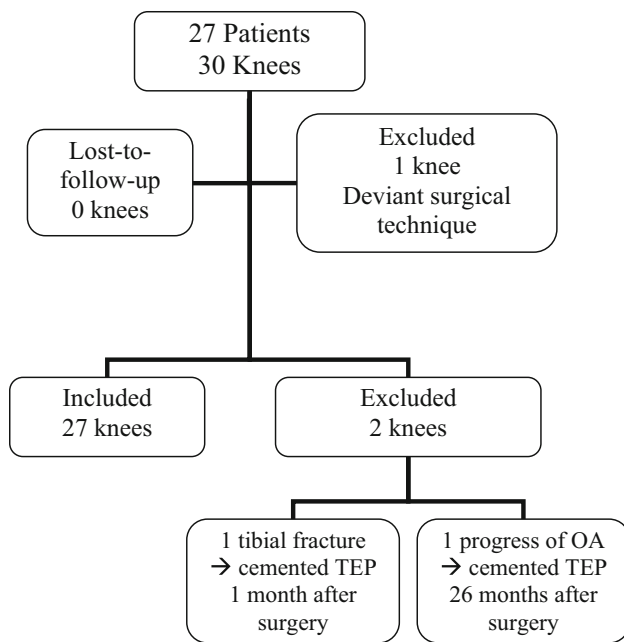 27 Patients
30 Knees
Lost-to-
follow-up
0 knees
Excluded
1 knee
Deviant surgical
technique
Included
27 knees
Excluded
2 knees
1 tibial fracture
→ cemented TEP
1 month after
surgery
1 progress of OA
→ cemented TEP
26 months after
surgery